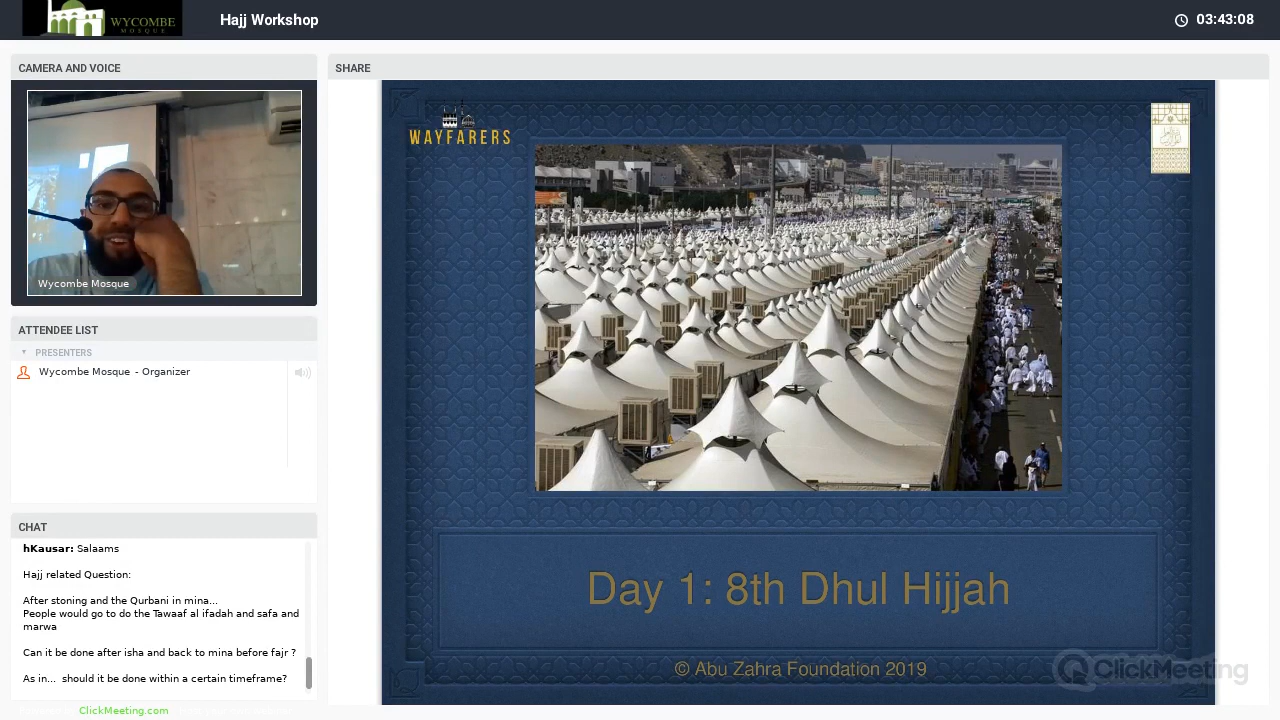 WYCOMBE
MOSQUE
Hajj Workshop
03:43:08
CAMERA AND VOICE
Wycombe Mosque
ATTENDEE LIST
PRESENTERS
Wycombe Mosque - Organizer
CHAT
hKausar: Salaams
Hajj related Question:
After stoning and the Qurbani in mina...
People would go to do the Tawaaf al ifadah and safa and
marwa
Can it be done after isha and back to mina before fajr ?
As in... should it be done within a certain timeframe?
ClickMeeting.com
SHARE
WAYFARERS
Day 1: 8th Dhul Hijjah
© Abu Zahra Foundation 2019
ClickMeeting